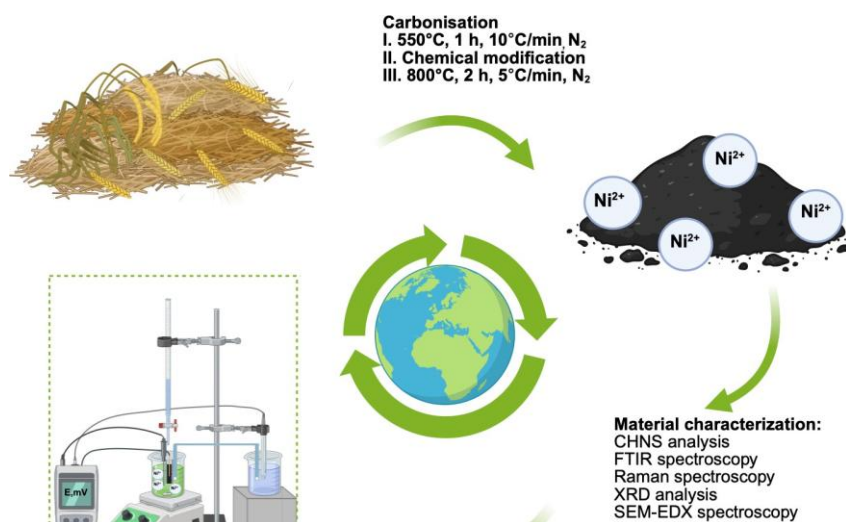 Carbonisation
I. 550°C, 1 h, 10°C/min, N₂
II. Chemical modification
III. 800°C, 2 h, 5°C/min, N₂
Ni²⁺
Ni²⁺
Ni²⁺
Ni²⁺
Material characterization:
CHNS analysis
FTIR spectroscopy
Raman spectroscopy
XRD analysis
SEM-EDX spectroscopy
E,mV